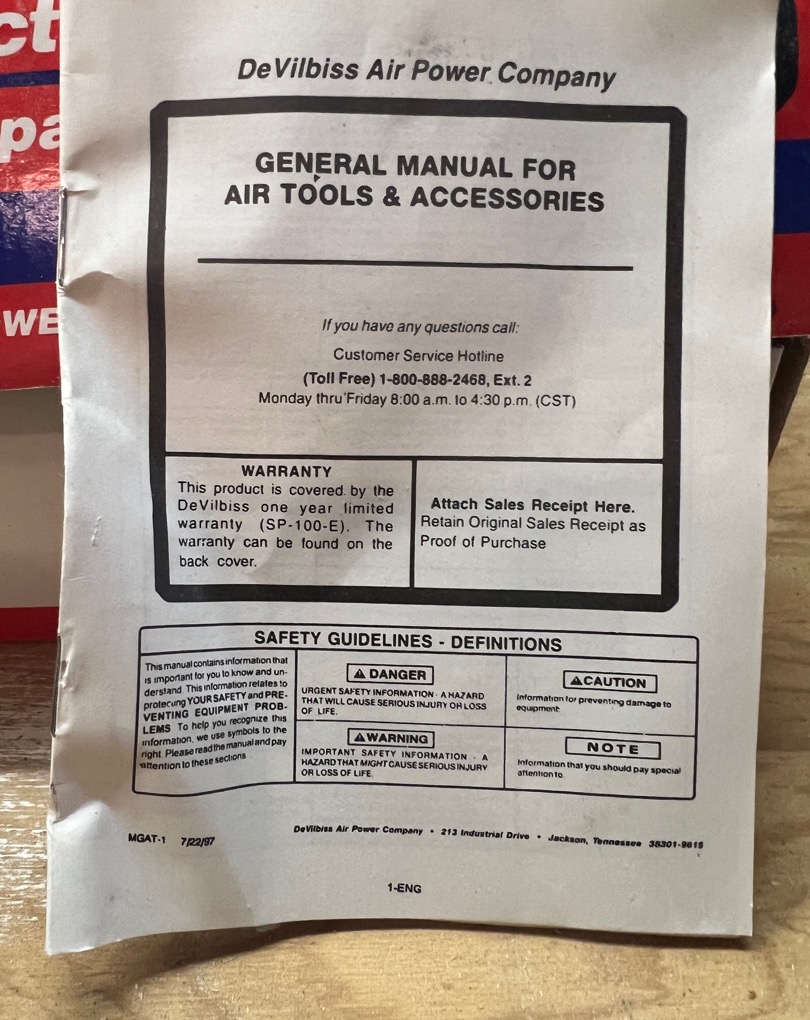 ct
pa
WE
DeVilbiss Air Power Company
GENERAL MANUAL FOR
AIR TOOLS & ACCESSORIES
If you have any questions call:
Customer Service Hotline
(Toll Free) 1-800-888-2468, Ext. 2
Monday thru Friday 8:00 a.m. to 4:30 p.m. (CST)
WARRANTY
This product is covered by the
DeVilbiss one year limited
warranty (SP-100-E). The
warranty can be found on the
back cover.
Attach Sales Receipt Here.
Retain Original Sales Receipt as
Proof of Purchase
SAFETY GUIDELINES - DEFINITIONS
This manual contains information that
is important for you to know and un-
derstand. This information relates to
protecting YOUR SAFETY and PRE-
VENTING EQUIPMENT PROB-
LEMS To help you recognize this
information, we use symbols to the
right. Please read the manual and pay
attention to these sections
DANGER
URGENT SAFETY INFORMATION - A HAZARD
THAT WILL CAUSE SERIOUS INJURY OR LOSS
OF LIFE.
WARNING
IMPORTANT SAFETY INFORMATION - A
HAZARD THAT MIGHT CAUSE SERIOUS INJURY
OR LOSS OF LIFE.
CAUTION
Information for preventing damage to
equipment.
NOTE
Information that you should pay special
attention to.
MGAT-1 7/22/97
DeVilbiss Air Power Company • 213 Industrial Drive • Jackson, Tennessee 38301-9615
1-ENG